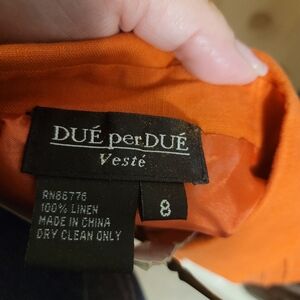 DUÉ perDUÉ
Vesté
8
RN86776
100% LINEN
MADE IN CHINA
DRY CLEAN ONLY